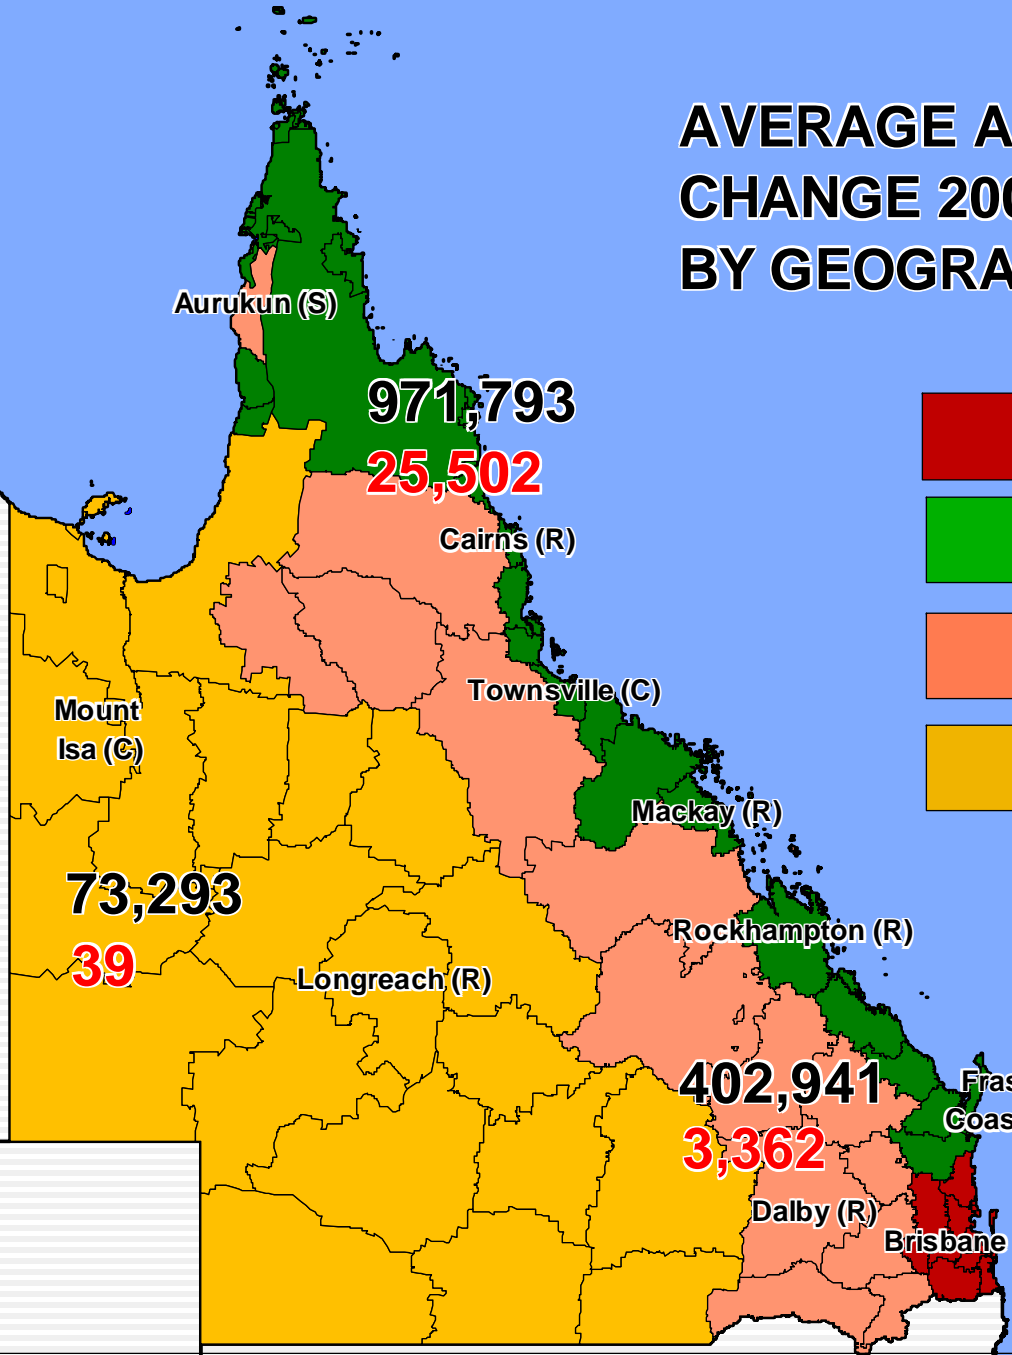 AVERAGE A
CHANGE 200
BY GEOGRA
Aurukun (S)
971,793
25,502
Cairns (R)
Townsville (C)
Mount
Isa (C)
Mackay (R)
73,293
39
Rockhampton (R)
Longreach (R)
402,941
3,362
Fras
Coas
Dalby (R)
Brisbane